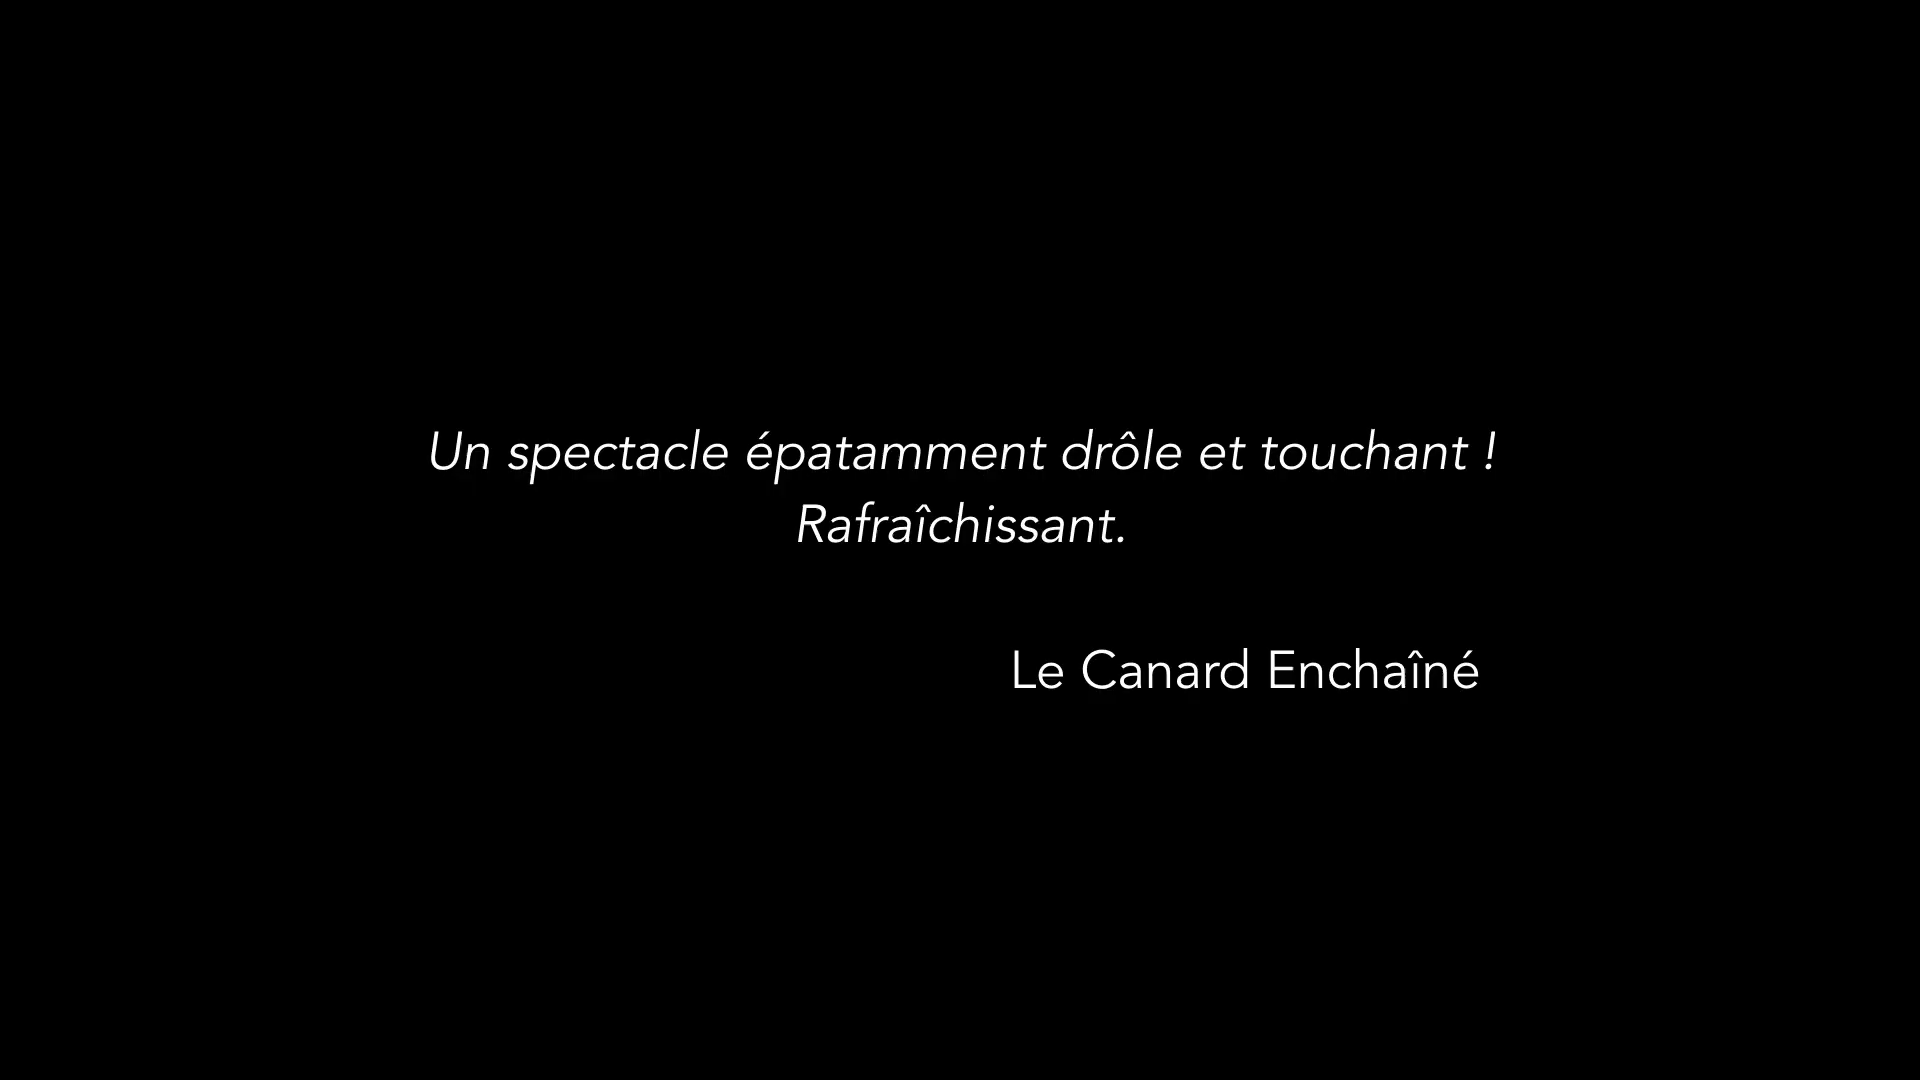 Un spectacle épatamment drôle et touchant !
Rafraîchissant.
Le Canard Enchaîné